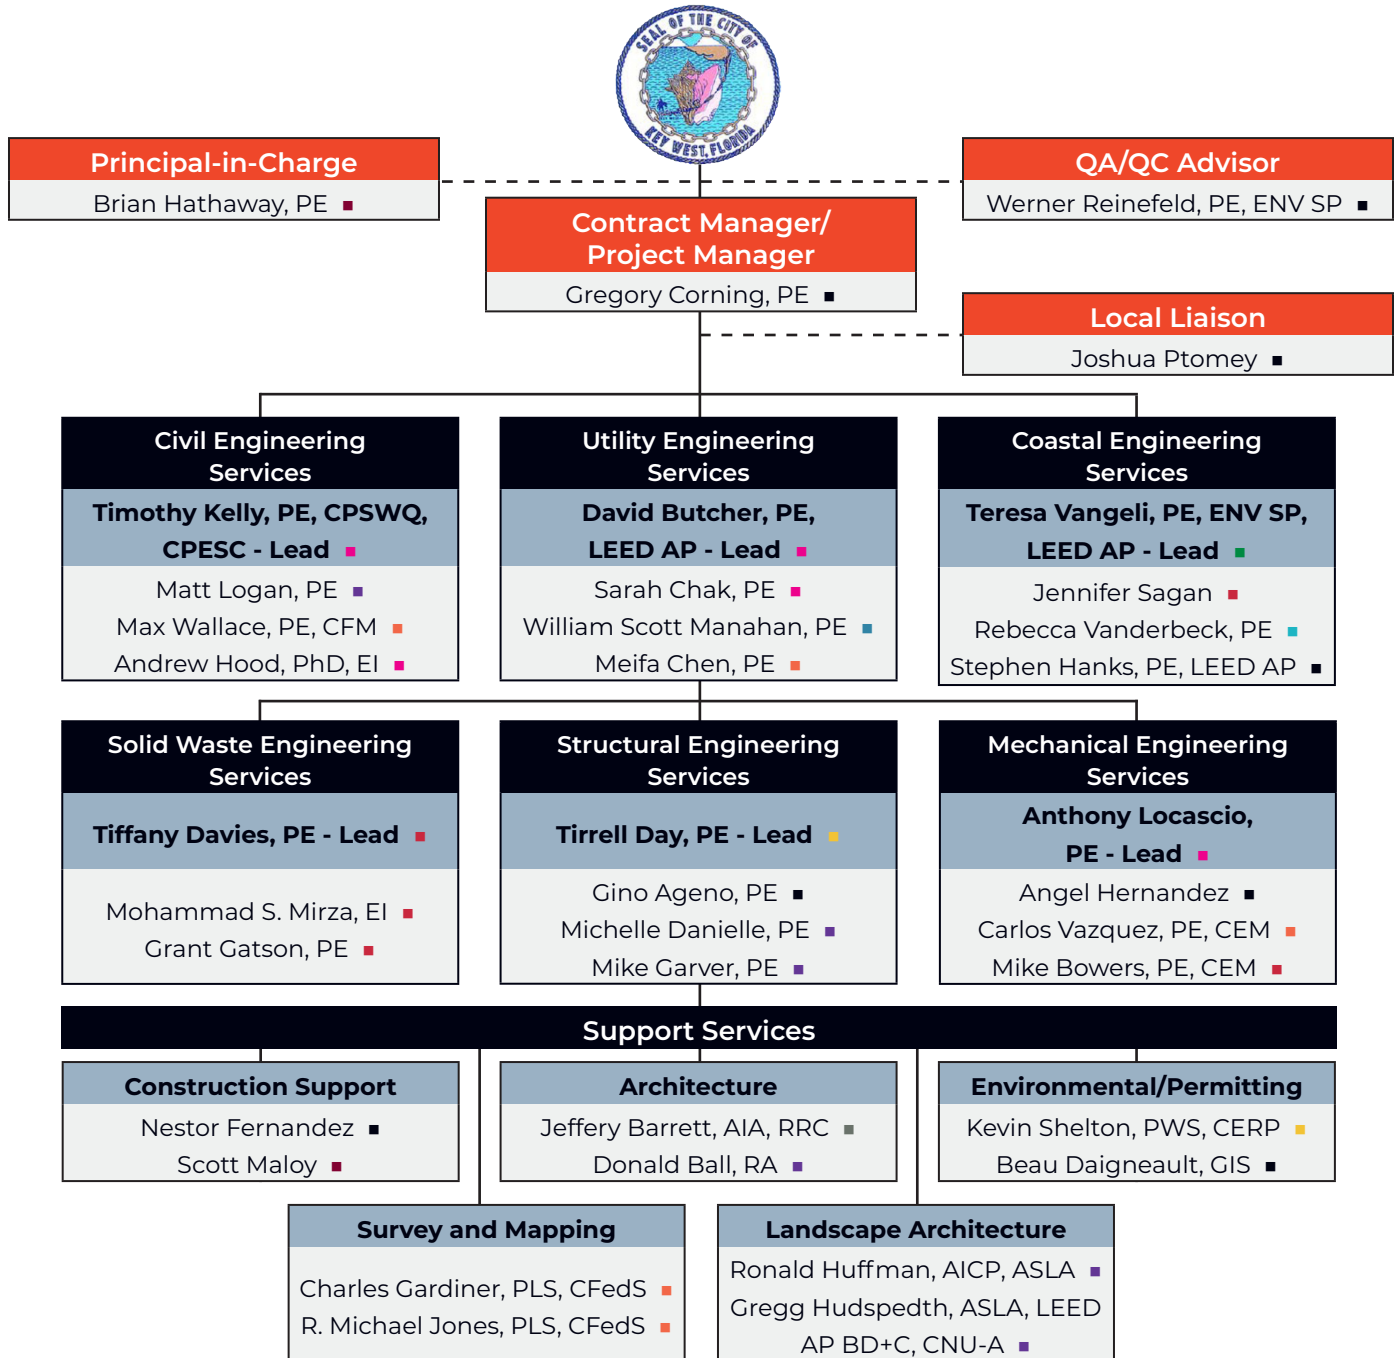 SEAL OF THE CITY OF
KEY WEST, FLORIDA
Principal-in-Charge
Brian Hathaway, PE
QA/QC Advisor
Werner Reinefeld, PE, ENV SP
Contract Manager/
Project Manager
Gregory Corning, PE
Local Liaison
Joshua Ptomey
Civil Engineering
Services
Timothy Kelly, PE, CPSWQ,
CPESC - Lead
Matt Logan, PE
Max Wallace, PE, CFM
Andrew Hood, PhD, EI
Utility Engineering
Services
David Butcher, PE,
LEED AP - Lead
Sarah Chak, PE
William Scott Manahan, PE
Meifa Chen, PE
Coastal Engineering
Services
Teresa Vangeli, PE, ENV SP,
LEED AP - Lead
Jennifer Sagan
Rebecca Vanderbeck, PE
Stephen Hanks, PE, LEED AP
Solid Waste Engineering
Services
Tiffany Davies, PE - Lead
Mohammad S. Mirza, EI
Grant Gatson, PE
Structural Engineering
Services
Tirrell Day, PE - Lead
Gino Ageno, PE
Michelle Danielle, PE
Mike Garver, PE
Mechanical Engineering
Services
Anthony Locascio,
PE - Lead
Angel Hernandez
Carlos Vazquez, PE, CEM
Mike Bowers, PE, CEM
Support Services
Construction Support
Nestor Fernandez
Scott Maloy
Architecture
Jeffery Barrett, AIA, RRC
Donald Ball, RA
Environmental/Permitting
Kevin Shelton, PWS, CERP
Beau Daigneault, GIS
Survey and Mapping
Charles Gardiner, PLS, CFedS
R. Michael Jones, PLS, CFedS
Landscape Architecture
Ronald Huffman, AICP, ASLA
Gregg Hudspedth, ASLA, LEED
AP BD+C, CNU-A